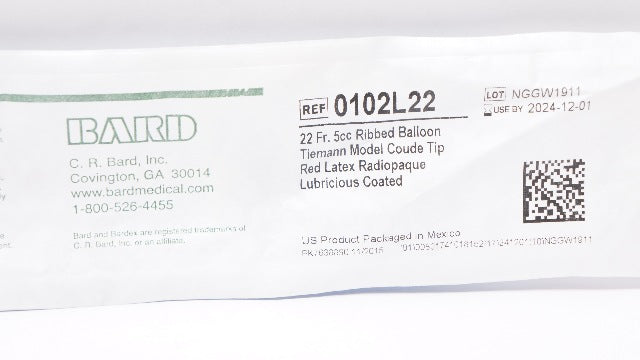 BARD
C. R. Bard, Inc.
Covington, GA 30014
www.bardmedical.com
1-800-526-4455
Bard and Bardex are registered trademarks of
C. R. Bard, Inc. or an affiliate.
REF 0102L22
22 Fr. 5cc Ribbed Balloon
Tiemann Model Coude Tip
Red Latex Radiopaque
Lubricious Coated
LOT NGGW1911
USE BY 2024-12-01
US Product Packaged in Mexico
11/2015